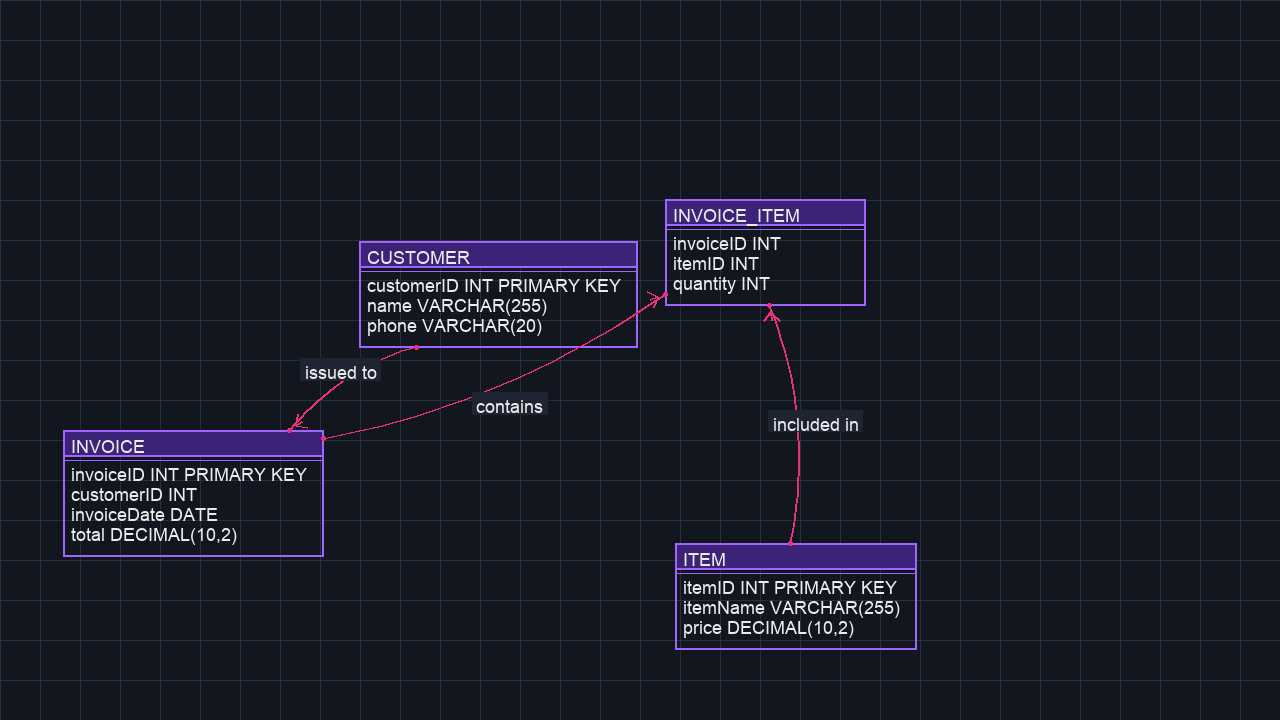 INVOICE_ITEM
invoiceID INT
itemID INT
quantity INT
CUSTOMER
customerID INT PRIMARY KEY
name VARCHAR(255)
phone VARCHAR(20)
issued to
contains
included in
INVOICE
invoiceID INT PRIMARY KEY
customerID INT
invoiceDate DATE
total DECIMAL(10,2)
ITEM
itemID INT PRIMARY KEY
itemName VARCHAR(255)
price DECIMAL(10,2)